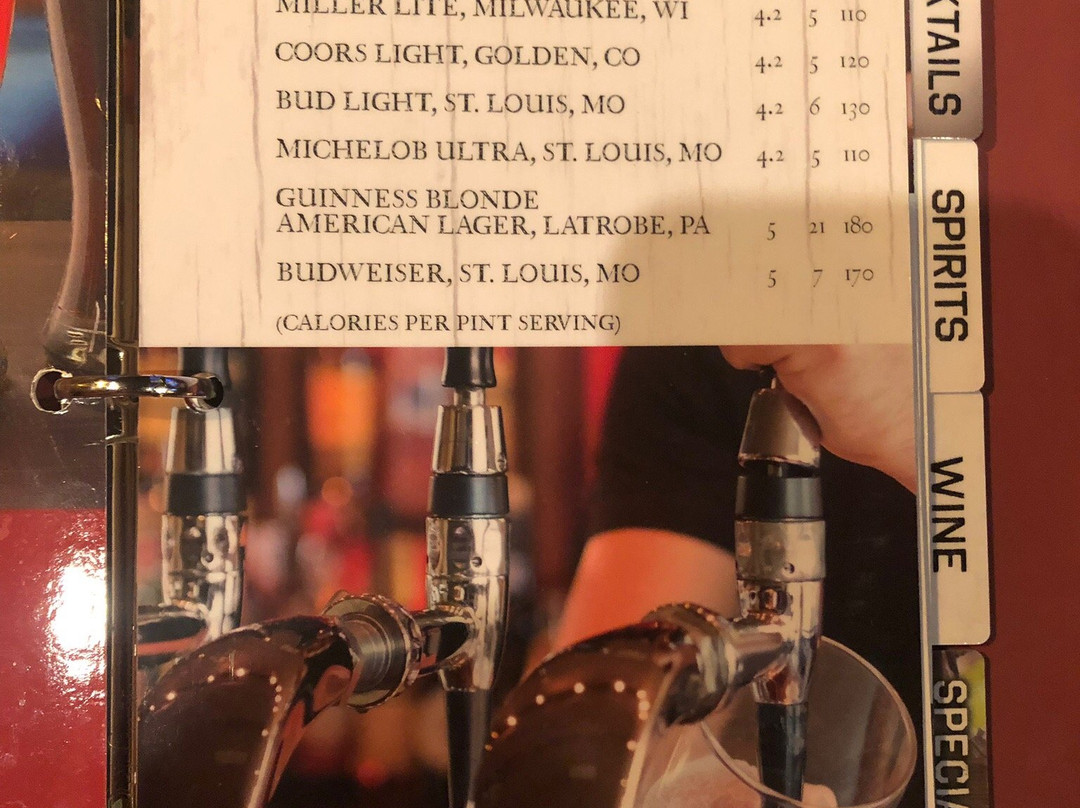 MILLER LITE, MILWAUKEE, WI 4.2 5 110
COORS LIGHT, GOLDEN, CO 4.2 5 120
BUD LIGHT, ST. LOUIS, MO 4.2 6 130
MICHELOB ULTRA, ST. LOUIS, MO 4.2 5 110
GUINNESS BLONDE
AMERICAN LAGER, LATROBE, PA 5 21 180
BUDWEISER, ST. LOUIS, MO 5 7 170
(CALORIES PER PINT SERVING)
KTAILS
SPIRITS
WINE
SPECI